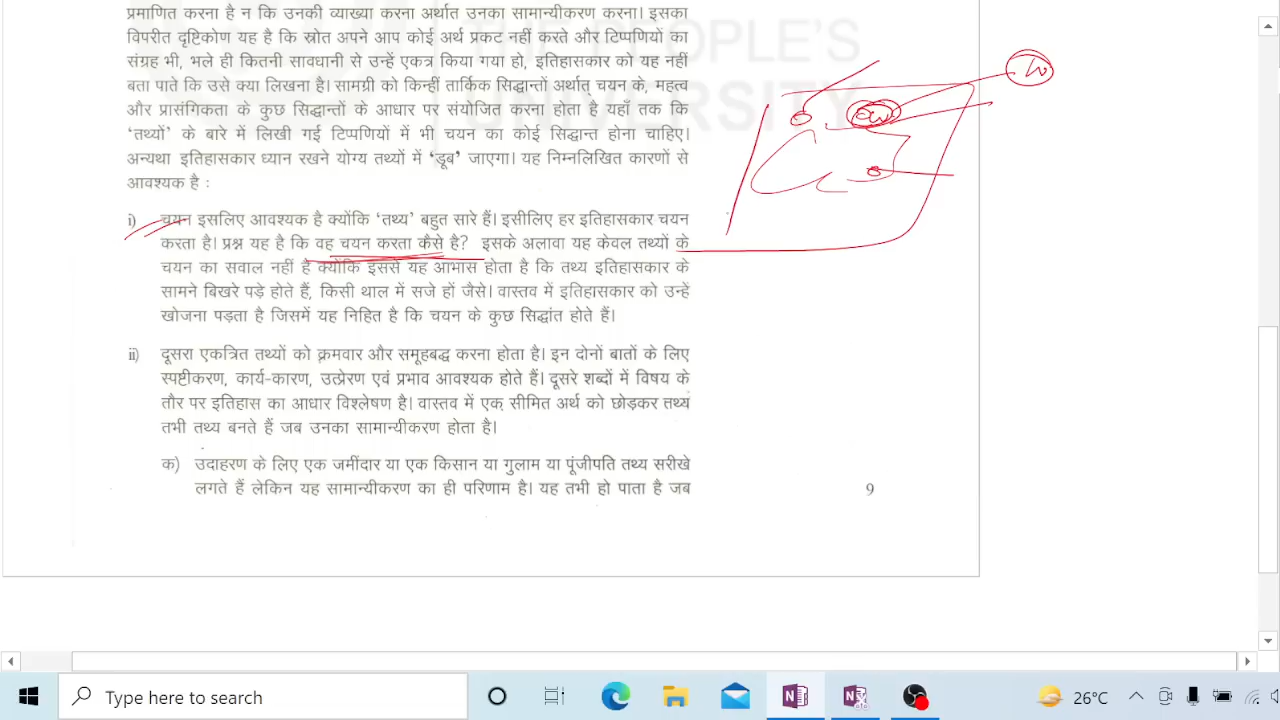 प्रमाणित करना है न कि उनकी व्याख्या करना अर्थात उनका सामान्यीकरण करना। इसका
विपरीत दृष्टिकोण यह है कि स्रोत अपने आप कोई अर्थ प्रकट नहीं करते और टिप्पणियों का
संग्रह भी, भले ही कितनी सावधानी से उन्हें एकत्र किया गया हो, इतिहासकार को यह नहीं
बता पाते कि उसे क्या लिखना है। सामग्री को किन्हीं तार्किक सिद्धान्तों अर्थात् चयन के, महत्व
और प्रासंगिकता के कुछ सिद्धान्तों के आधार पर संयोजित करना होता है यहाँ तक कि
'तथ्यों' के बारे में लिखी गई टिप्पणियों में भी चयन का कोई सिद्धान्त होना चाहिए।
अन्यथा इतिहासकार ध्यान रखने योग्य तथ्यों में 'डूब' जाएगा। यह निम्नलिखित कारणों से
आवश्यक है :
THE PEOPLE'S
UNIVERSITY
i) चयन इसलिए आवश्यक है क्योंकि 'तथ्य' बहुत सारे हैं। इसीलिए हर इतिहासकार चयन
करता है। प्रश्न यह है कि वह चयन करता कैसे है? इसके अलावा यह केवल तथ्यों के
चयन का सवाल नहीं है क्योंकि इससे यह आभास होता है कि तथ्य इतिहासकार के
सामने बिखरे पड़े होते हैं, किसी थाल में सजे हों जैसे। वास्तव में इतिहासकार को उन्हें
खोजना पड़ता है जिसमें यह निहित है कि चयन के कुछ सिद्धांत होते हैं।
ii) दूसरा एकत्रित तथ्यों को क्रमवार और समूहबद्ध करना होता है। इन दोनों बातों के लिए
स्पष्टीकरण, कार्य-कारण, उत्प्रेरण एवं प्रभाव आवश्यक होते हैं। दूसरे शब्दों में विषय के
तौर पर इतिहास का आधार विश्लेषण है। वास्तव में एक सीमित अर्थ को छोड़कर तथ्य
तभी तथ्य बनते हैं जब उनका सामान्यीकरण होता है।
क) उदाहरण के लिए एक जमींदार या एक किसान या गुलाम या पूंजीपति तथ्य सरीखे
लगते हैं लेकिन यह सामान्यीकरण का ही परिणाम है। यह तभी हो पाता है जब
9
Type here to search
26°C